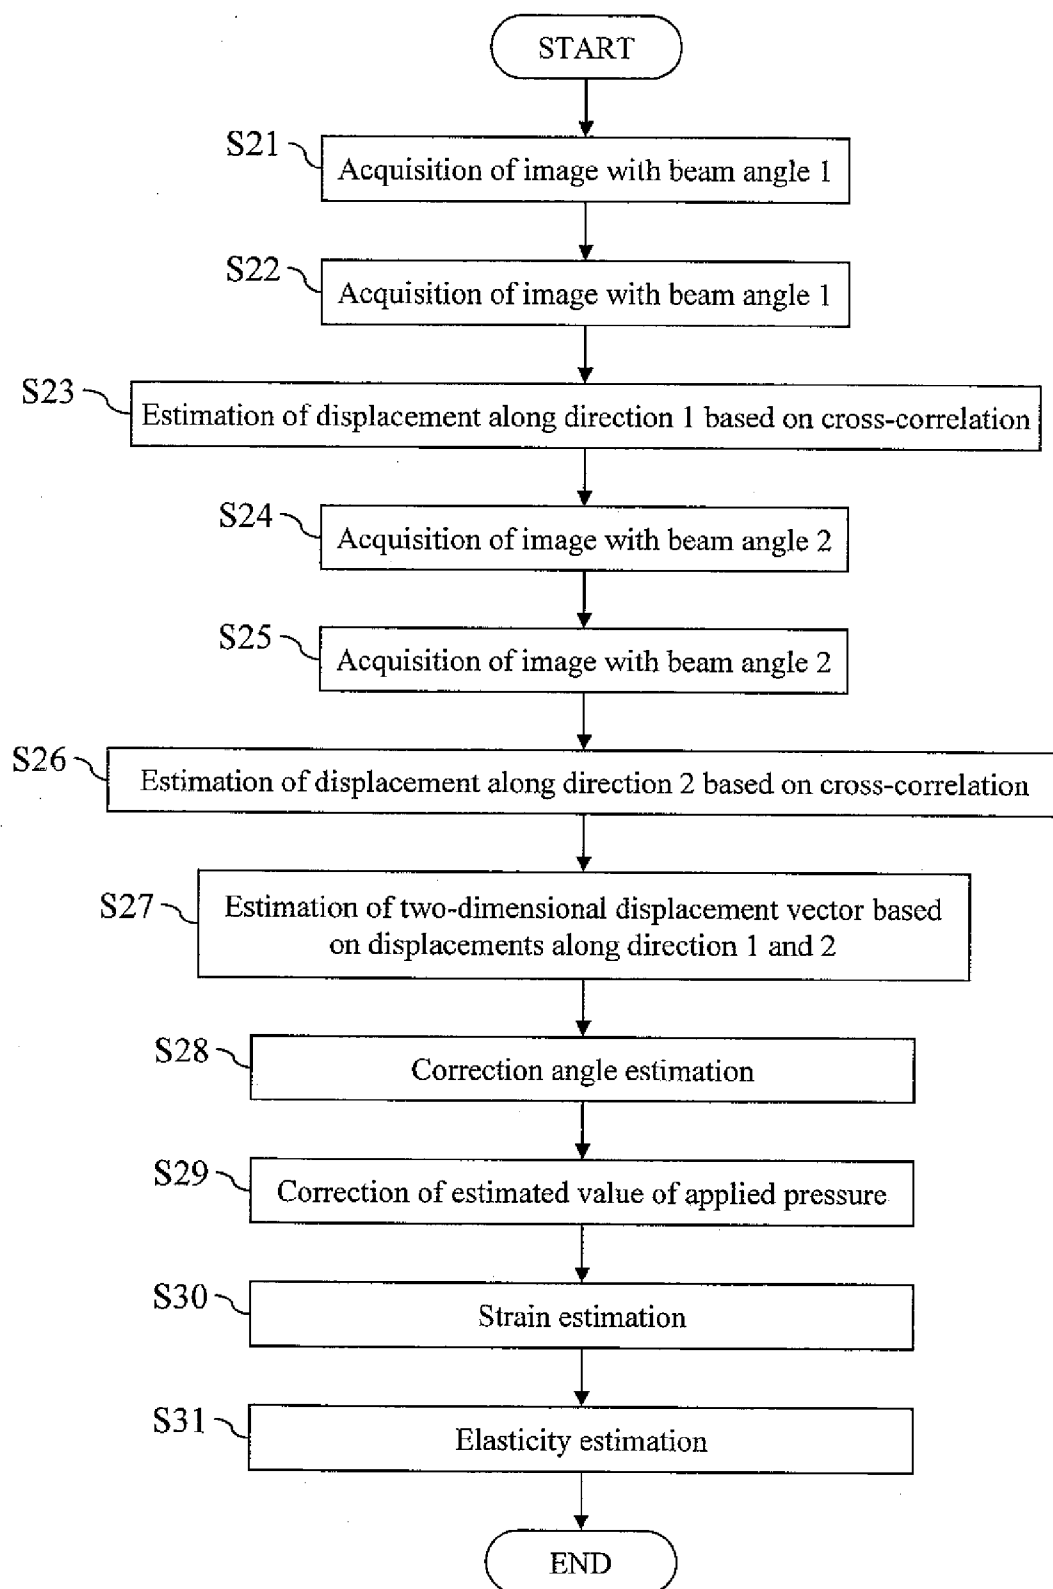 START
S21
Acquisition of image with beam angle 1
S22
Acquisition of image with beam angle 1
S23
Estimation of displacement along direction 1 based on cross-correlation
S24
Acquisition of image with beam angle 2
S25
Acquisition of image with beam angle 2
S26
Estimation of displacement along direction 2 based on cross-correlation
S27
Estimation of two-dimensional displacement vector based
on displacements along direction 1 and 2
S28
Correction angle estimation
S29
Correction of estimated value of applied pressure
S30
Strain estimation
S31
Elasticity estimation
END